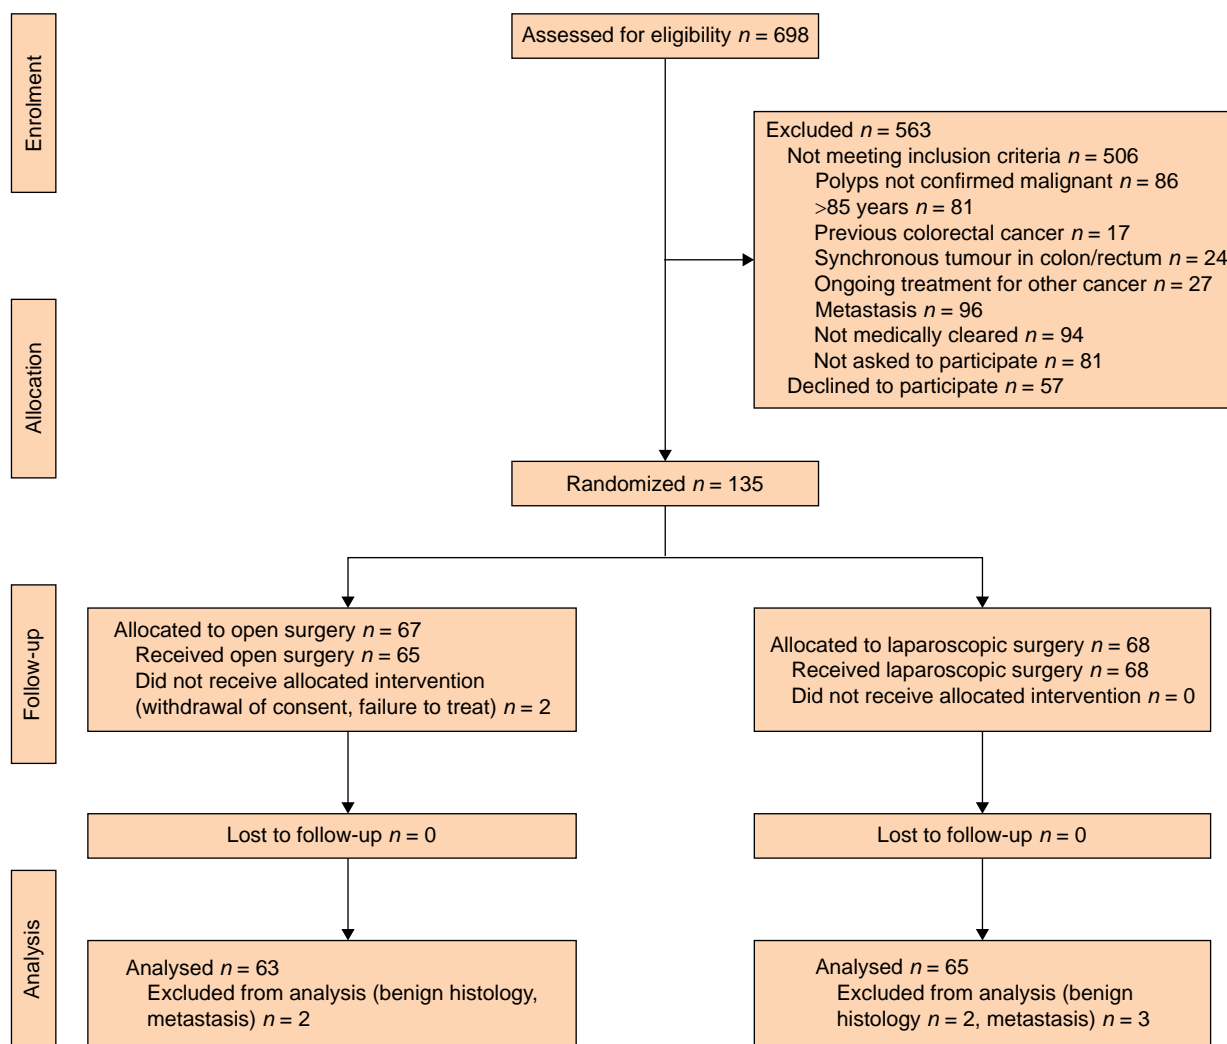 Enrolment
Assessed for eligibility n = 698
Excluded n = 563
Not meeting inclusion criteria n = 506
Polyps not confirmed malignant n = 86
>85 years n = 81
Previous colorectal cancer n = 17
Synchronous tumour in colon/rectum n = 24
Ongoing treatment for other cancer n = 27
Metastasis n = 96
Not medically cleared n = 94
Not asked to participate n = 81
Declined to participate n = 57
Allocation
Randomized n = 135
Follow-up
Allocated to open surgery n = 67
Received open surgery n = 65
Did not receive allocated intervention
(withdrawal of consent, failure to treat) n = 2
Allocated to laparoscopic surgery n = 68
Received laparoscopic surgery n = 68
Did not receive allocated intervention n = 0
Lost to follow-up n = 0
Lost to follow-up n = 0
Analysis
Analysed n = 63
Excluded from analysis (benign histology,
metastasis) n = 2
Analysed n = 65
Excluded from analysis (benign
histology n = 2, metastasis) n = 3